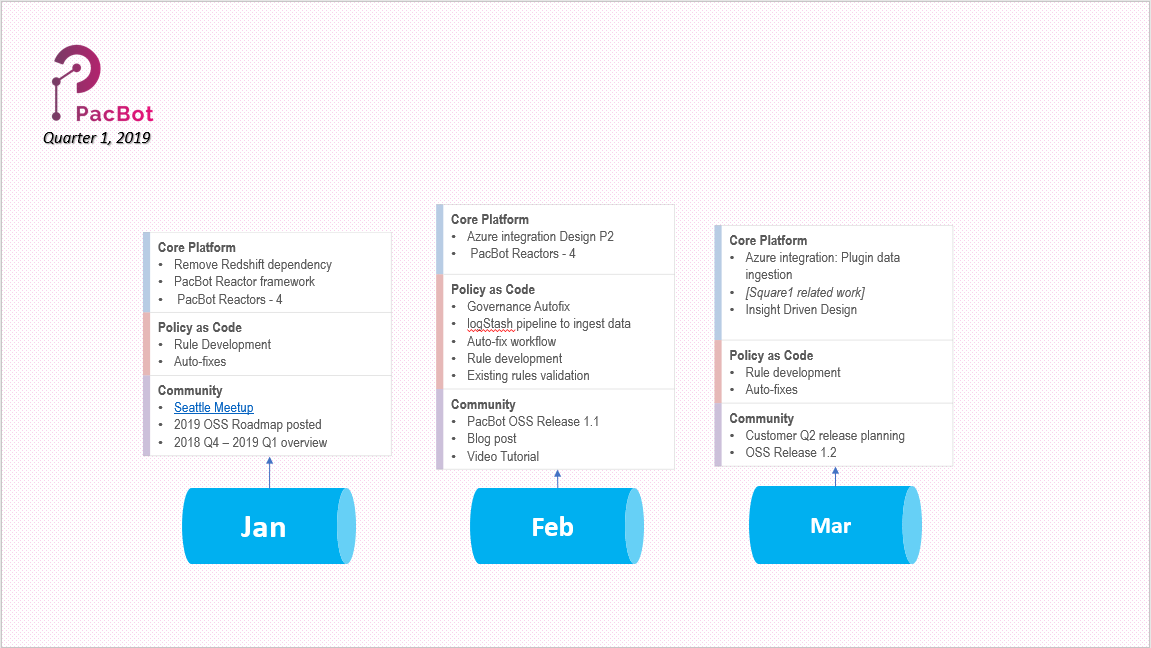 PacBot
Quarter 1, 2019
Core Platform
• Remove Redshift dependency
• PacBot Reactor framework
• PacBot Reactors - 4
Policy as Code
• Rule Development
• Auto-fixes
Community
• Seattle Meetup
• 2019 OSS Roadmap posted
• 2018 Q4 – 2019 Q1 overview
Jan
Core Platform
• Azure integration Design P2
• PacBot Reactors - 4
Policy as Code
• Governance Autofix
• logStash pipeline to ingest data
• Auto-fix workflow
• Rule development
• Existing rules validation
Community
• PacBot OSS Release 1.1
• Blog post
• Video Tutorial
Feb
Core Platform
• Azure integration: Plugin data
ingestion
• [Square1 related work]
• Insight Driven Design
Policy as Code
• Rule development
• Auto-fixes
Community
• Customer Q2 release planning
• OSS Release 1.2
Mar